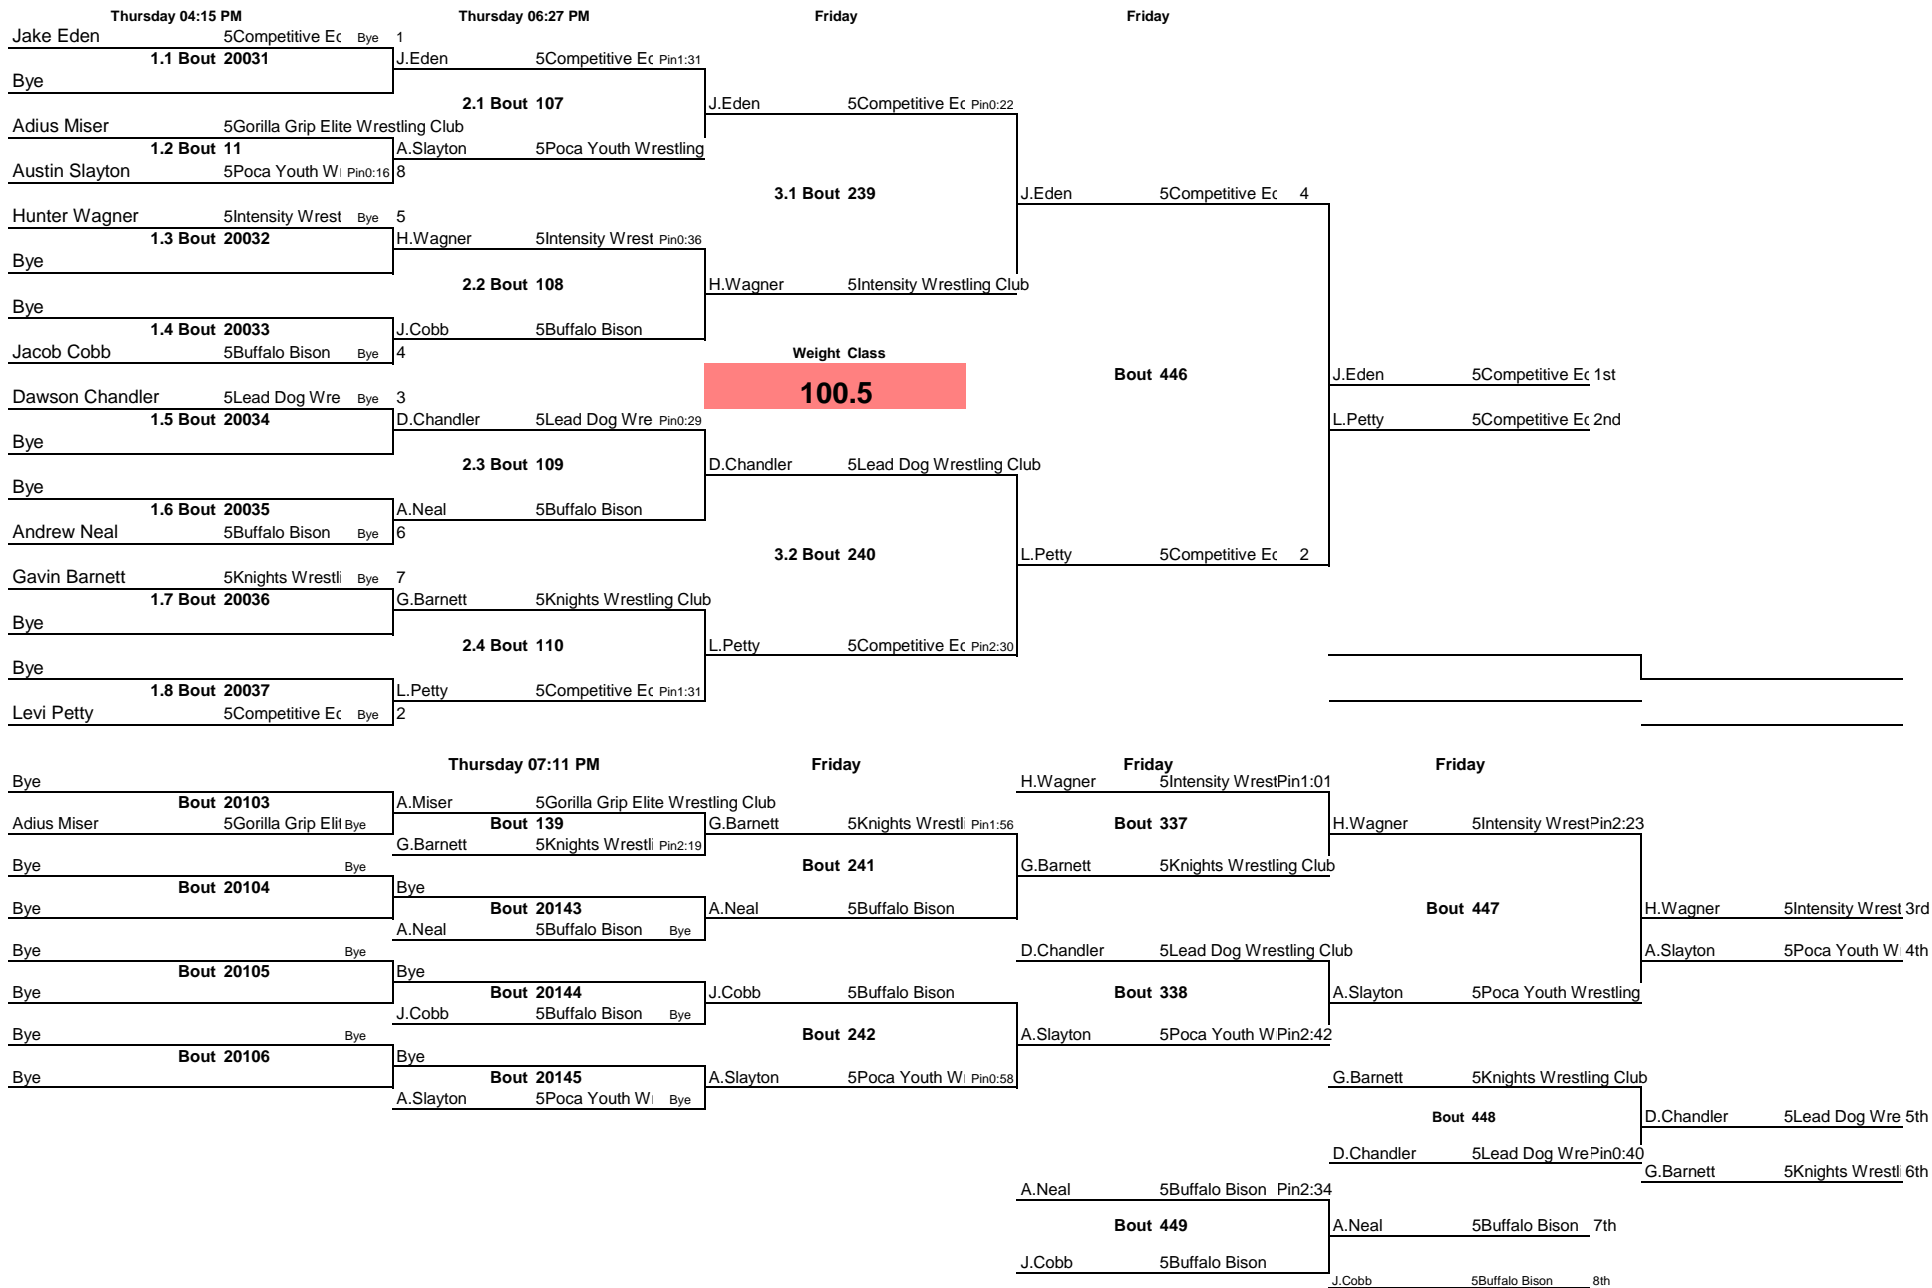 Thursday 04:15 PM Thursday 06:27 PM Friday Friday
Jake Eden 5Competitive Ec Bye 1
1.1 Bout 20031 J.Eden 5Competitive Ec Pin1:31
Bye
2.1 Bout 107 J.Eden 5Competitive Ec Pin0:22
Adius Miser 5Gorilla Grip Elite Wrestling Club
1.2 Bout 11 A.Slayton 5Poca Youth Wrestling
Austin Slayton 5Poca Youth W Pin0:16 8
3.1 Bout 239 J.Eden 5Competitive Ec 4
Hunter Wagner 5Intensity Wrest Bye 5
1.3 Bout 20032 H.Wagner 5Intensity Wrest Pin0:36
Bye
2.2 Bout 108 H.Wagner 5Intensity Wrestling Club
Bye
1.4 Bout 20033 J.Cobb 5Buffalo Bison
Jacob Cobb 5Buffalo Bison Bye 4 Weight Class
Bout 446 J.Eden 5Competitive Ec 1st
Dawson Chandler 5Lead Dog Wre Bye 3 100.5
1.5 Bout 20034 D.Chandler 5Lead Dog Wre Pin0:29 L.Petty 5Competitive Ec 2nd
Bye
2.3 Bout 109 D.Chandler 5Lead Dog Wrestling Club
Bye
1.6 Bout 20035 A.Neal 5Buffalo Bison
Andrew Neal 5Buffalo Bison Bye 6
3.2 Bout 240 L.Petty 5Competitive Ec 2
Gavin Barnett 5Knights Wrestli Bye 7
1.7 Bout 20036 G.Barnett 5Knights Wrestling Club
Bye
2.4 Bout 110 L.Petty 5Competitive Ec Pin2:30
Bye
1.8 Bout 20037 L.Petty 5Competitive Ec Pin1:31
Levi Petty 5Competitive Ec Bye 2
Thursday 07:11 PM Friday Friday Friday
Bye H.Wagner 5Intensity WrestPin1:01
Bout 20103 A.Miser 5Gorilla Grip Elite Wrestling Club
Adius Miser 5Gorilla Grip Elit Bye Bout 139 G.Barnett 5Knights Wrestli Pin1:56 Bout 337 H.Wagner 5Intensity WrestPin2:23
G.Barnett 5Knights Wrestli Pin2:19
Bye Bye Bout 241 G.Barnett 5Knights Wrestling Club
Bout 20104 Bye
Bye Bout 20143 A.Neal 5Buffalo Bison Bout 447 H.Wagner 5Intensity Wrest 3rd
A.Neal 5Buffalo Bison Bye
Bye Bye D.Chandler 5Lead Dog Wrestling Club A.Slayton 5Poca Youth W 4th
Bout 20105 Bye
Bye Bout 20144 J.Cobb 5Buffalo Bison Bout 338 A.Slayton 5Poca Youth Wrestling
J.Cobb 5Buffalo Bison Bye
Bye Bye Bout 242 A.Slayton 5Poca Youth WPin2:42
Bout 20106 Bye
Bye Bout 20145 A.Slayton 5Poca Youth W Pin0:58 G.Barnett 5Knights Wrestling Club
A.Slayton 5Poca Youth W Bye
Bout 448 D.Chandler 5Lead Dog Wre 5th
D.Chandler 5Lead Dog WrePin0:40
G.Barnett 5Knights Wrestli 6th
A.Neal 5Buffalo Bison Pin2:34
Bout 449 A.Neal 5Buffalo Bison 7th
J.Cobb 5Buffalo Bison
J.Cobb 5Buffalo Bison 8th